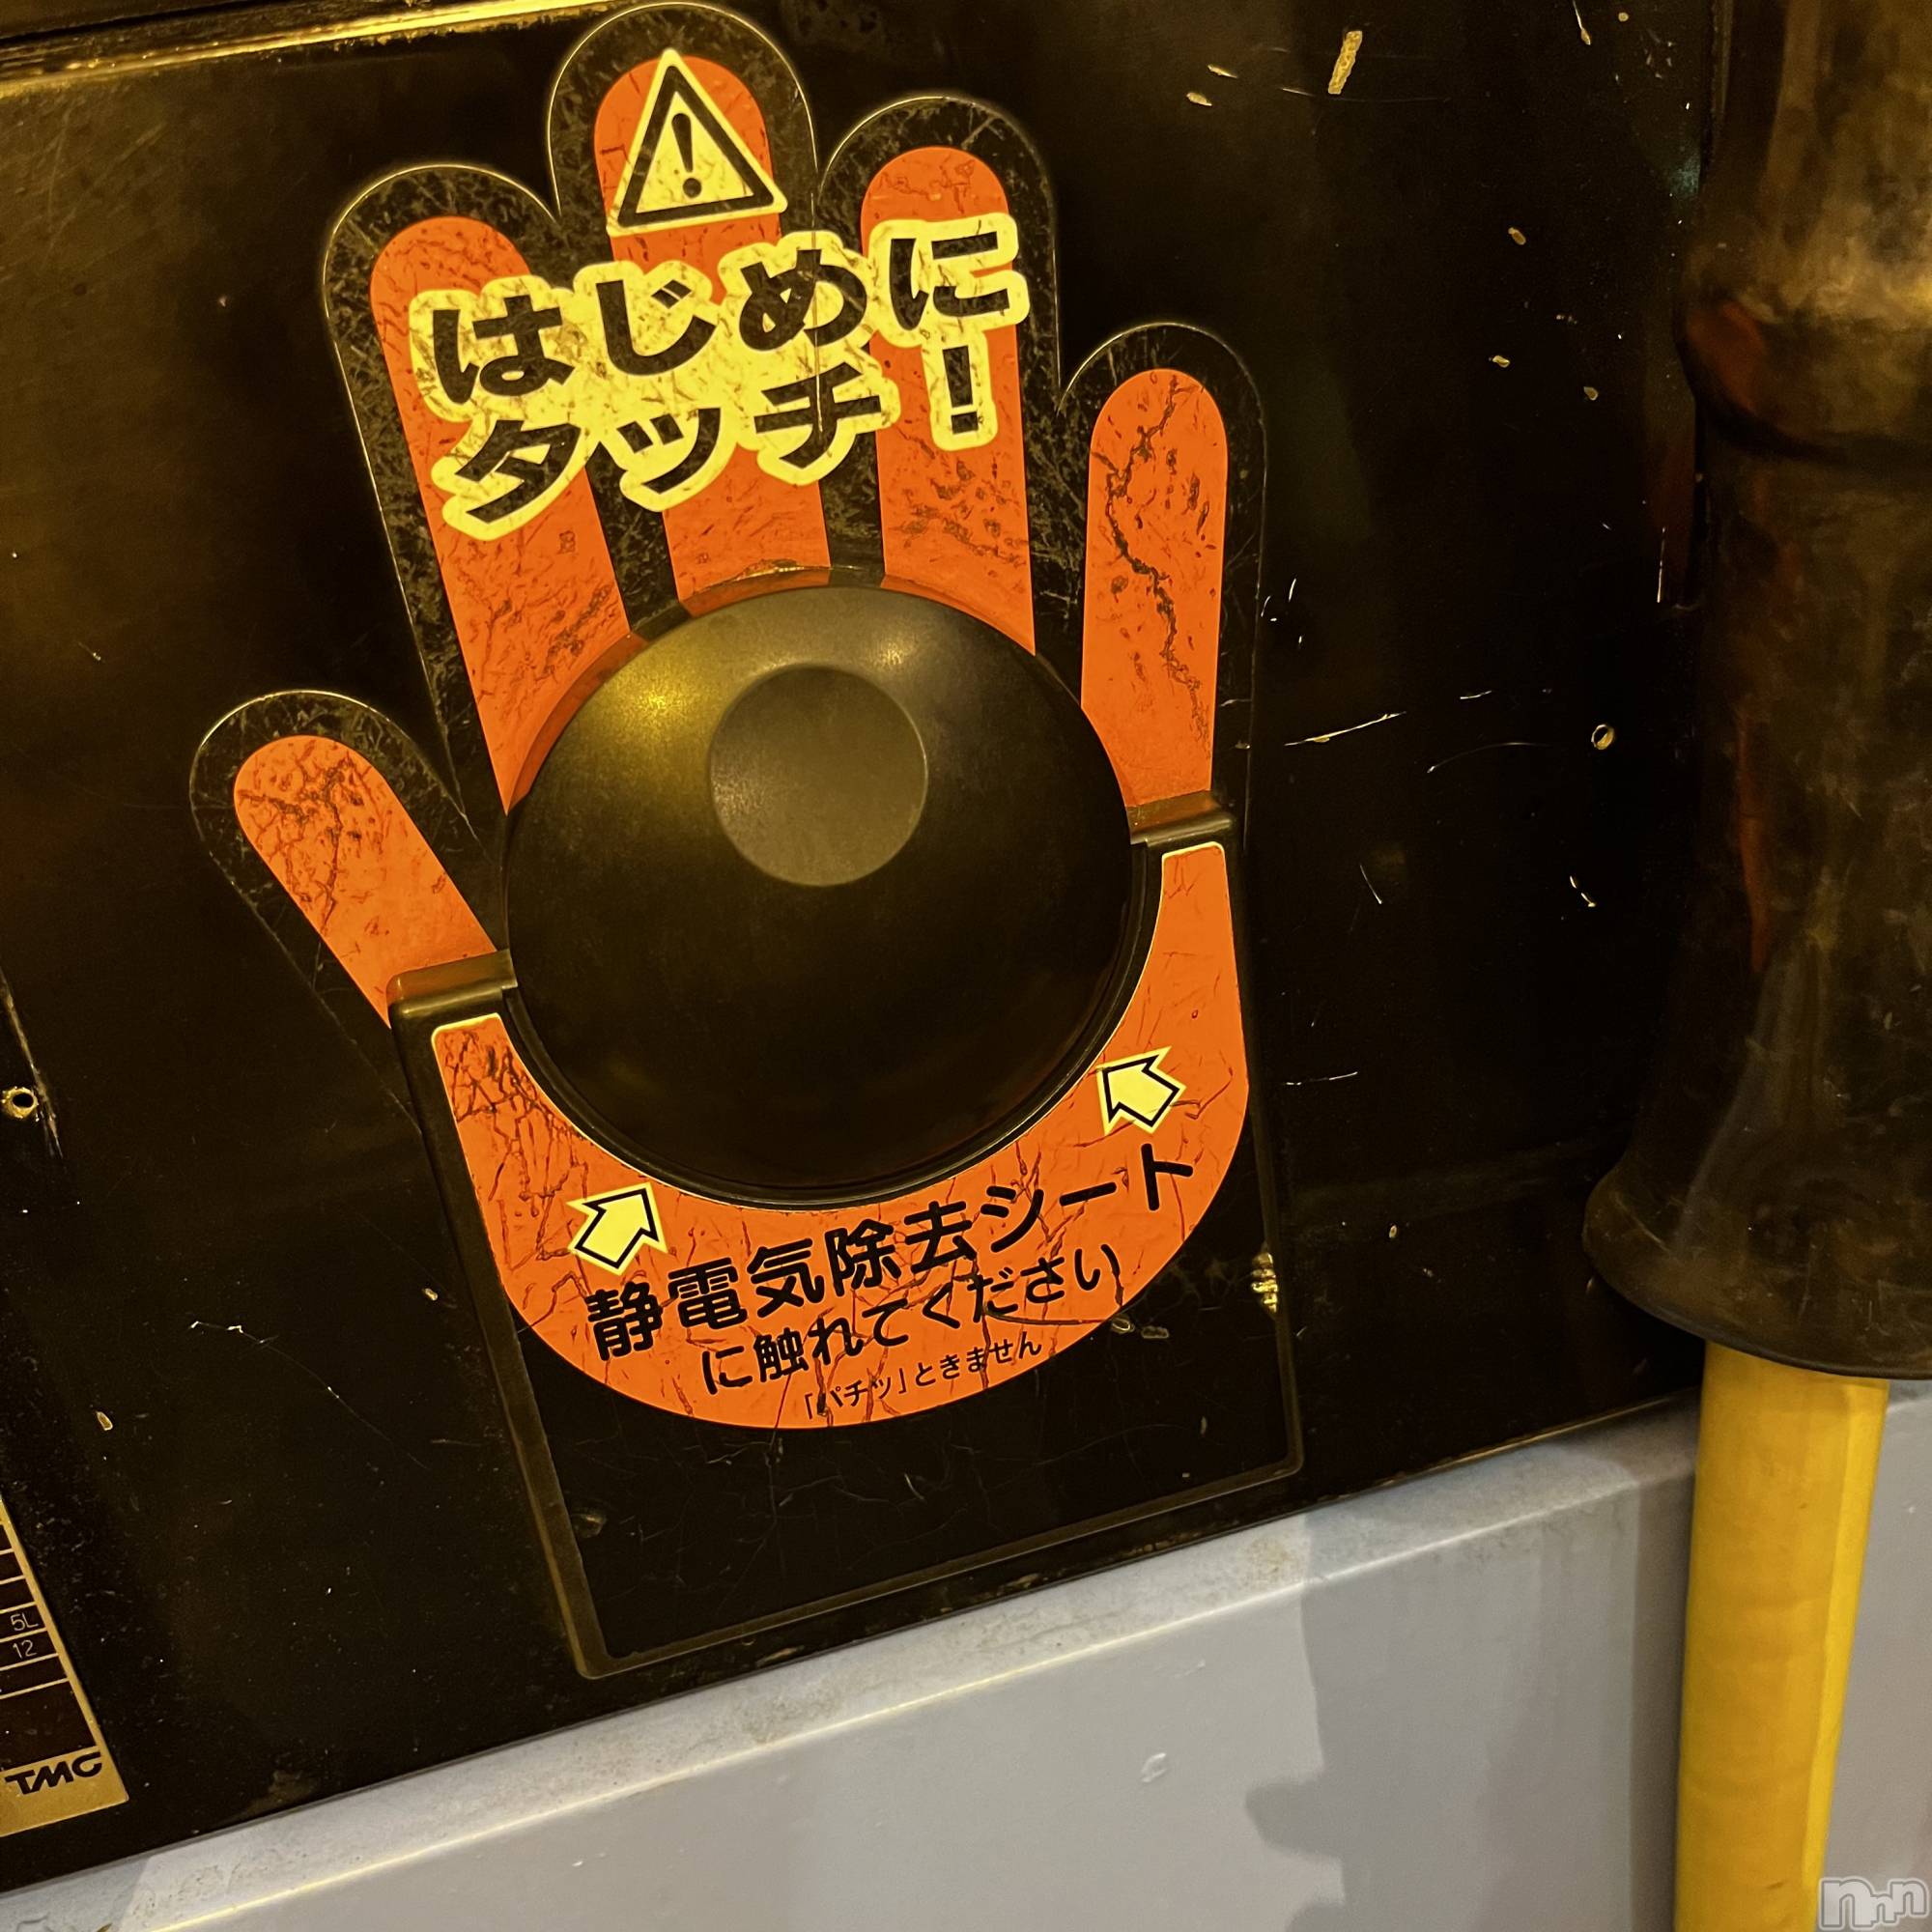 はじめに
タッチ!
静電気除去シート
に触れてください
「パチッ」ときません
5L
12
TMC
nnn